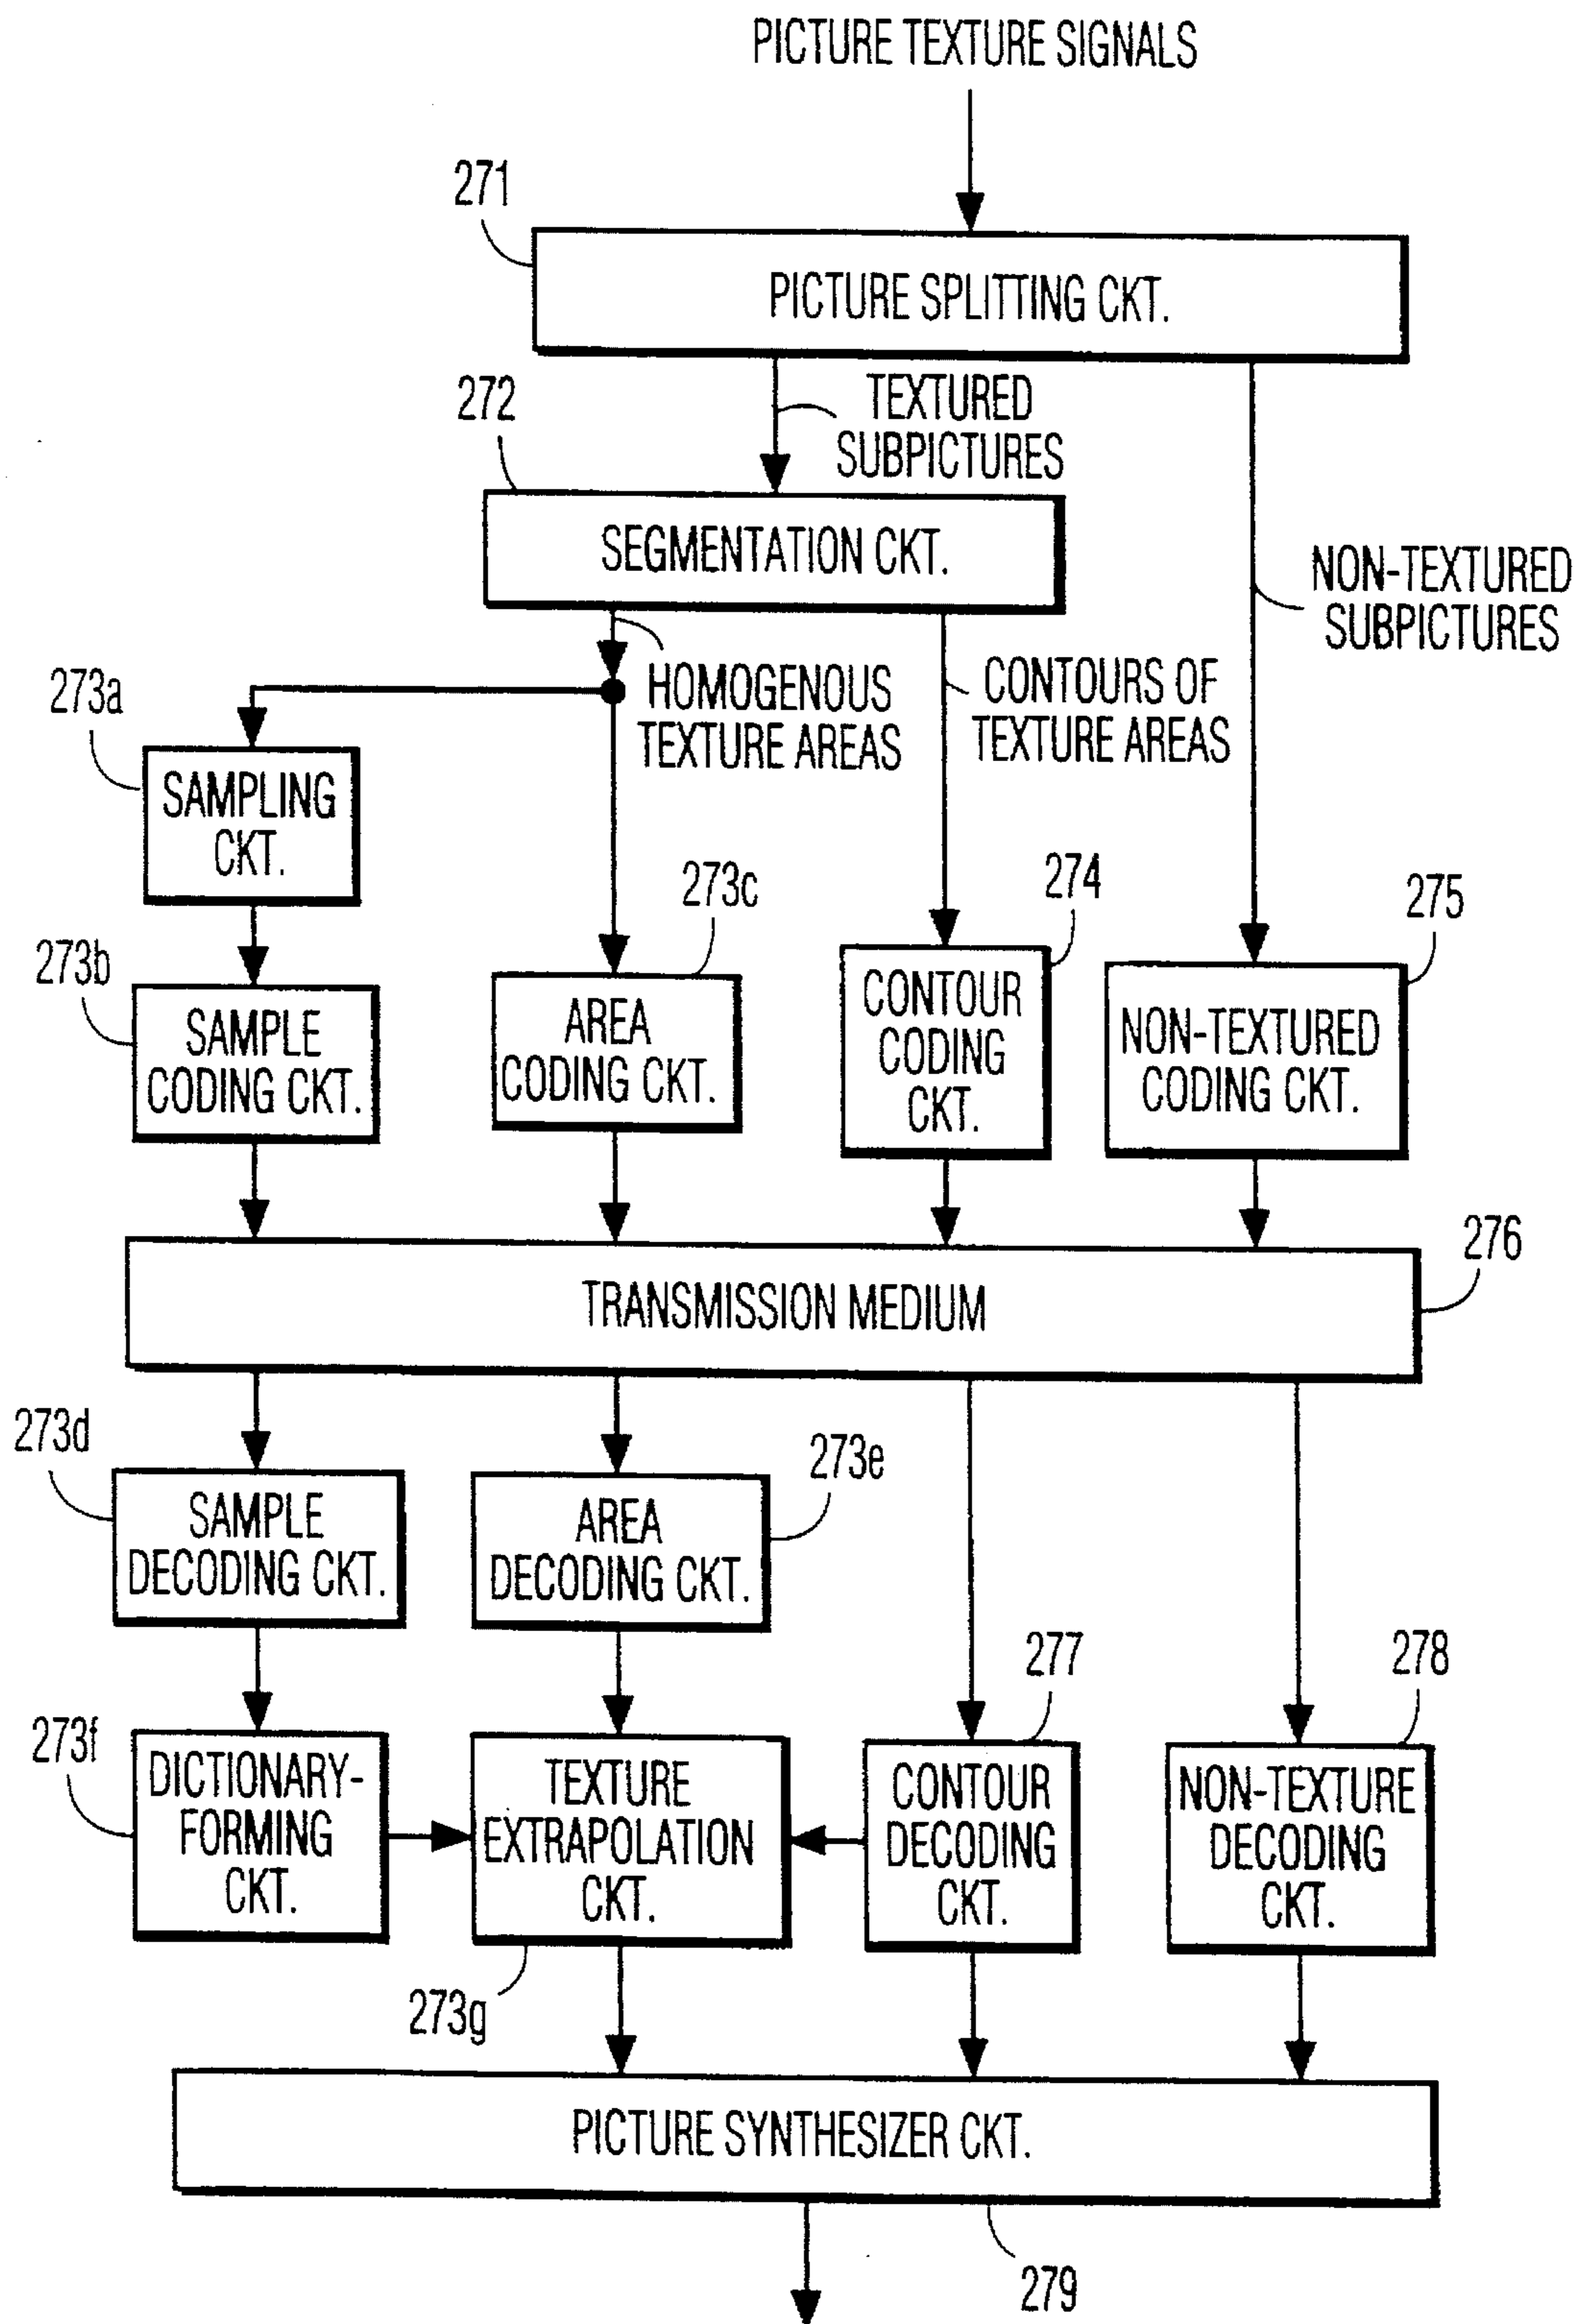 PICTURE TEXTURE SIGNALS
271
PICTURE SPLITTING CKT.
272
TEXTURED
SUBPICTURES
SEGMENTATION CKT.
NON-TEXTURED
SUBPICTURES
273a
HOMOGENOUS
TEXTURE AREAS
CONTOURS OF
TEXTURE AREAS
SAMPLING
CKT.
273b
273c
274
275
SAMPLE
CODING CKT.
AREA
CODING CKT.
CONTOUR
CODING
CKT.
NON-TEXTURED
CODING CKT.
276
TRANSMISSION MEDIUM
273d
273e
SAMPLE
DECODING CKT.
AREA
DECODING CKT.
277
278
273f
DICTIONARY-
FORMING
CKT.
TEXTURE
EXTRAPOLATION
CKT.
CONTOUR
DECODING
CKT.
NON-TEXTURE
DECODING
CKT.
273g
PICTURE SYNTHESIZER CKT.
279